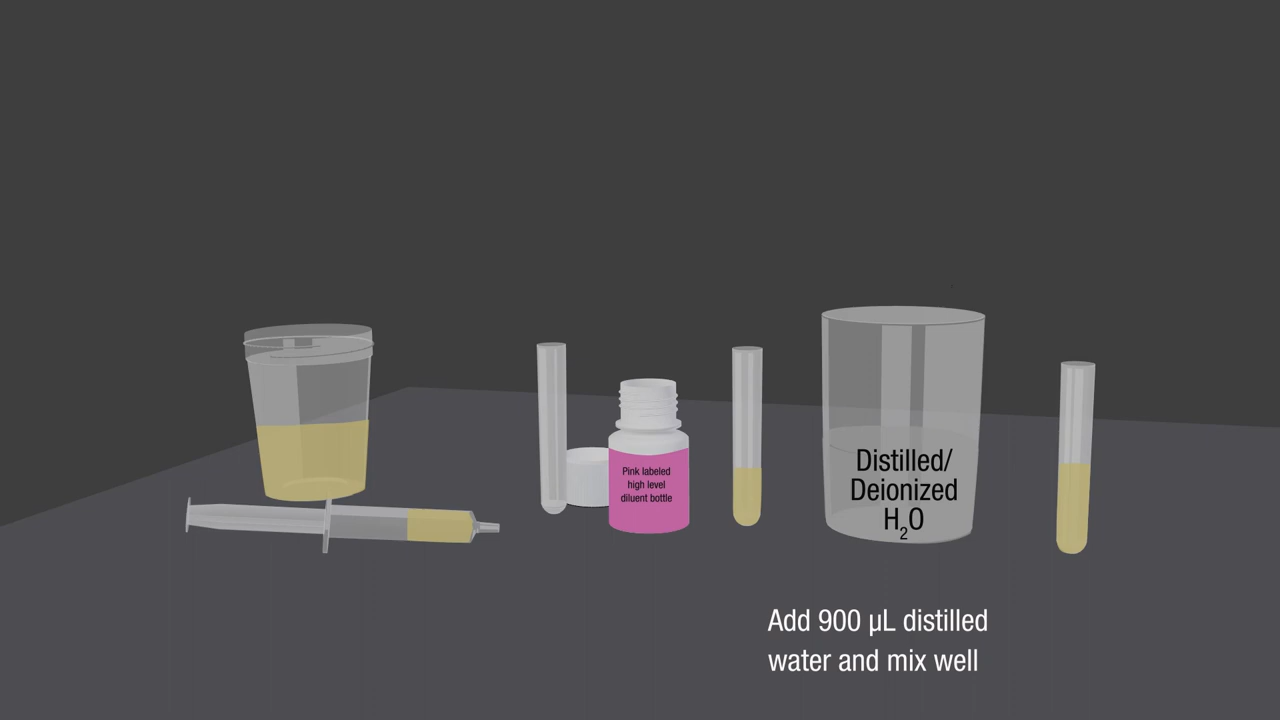 Pink labeled
high level
diluent bottle
Distilled/
Deionized
H₂O
Add 900 µL distilled
water and mix well